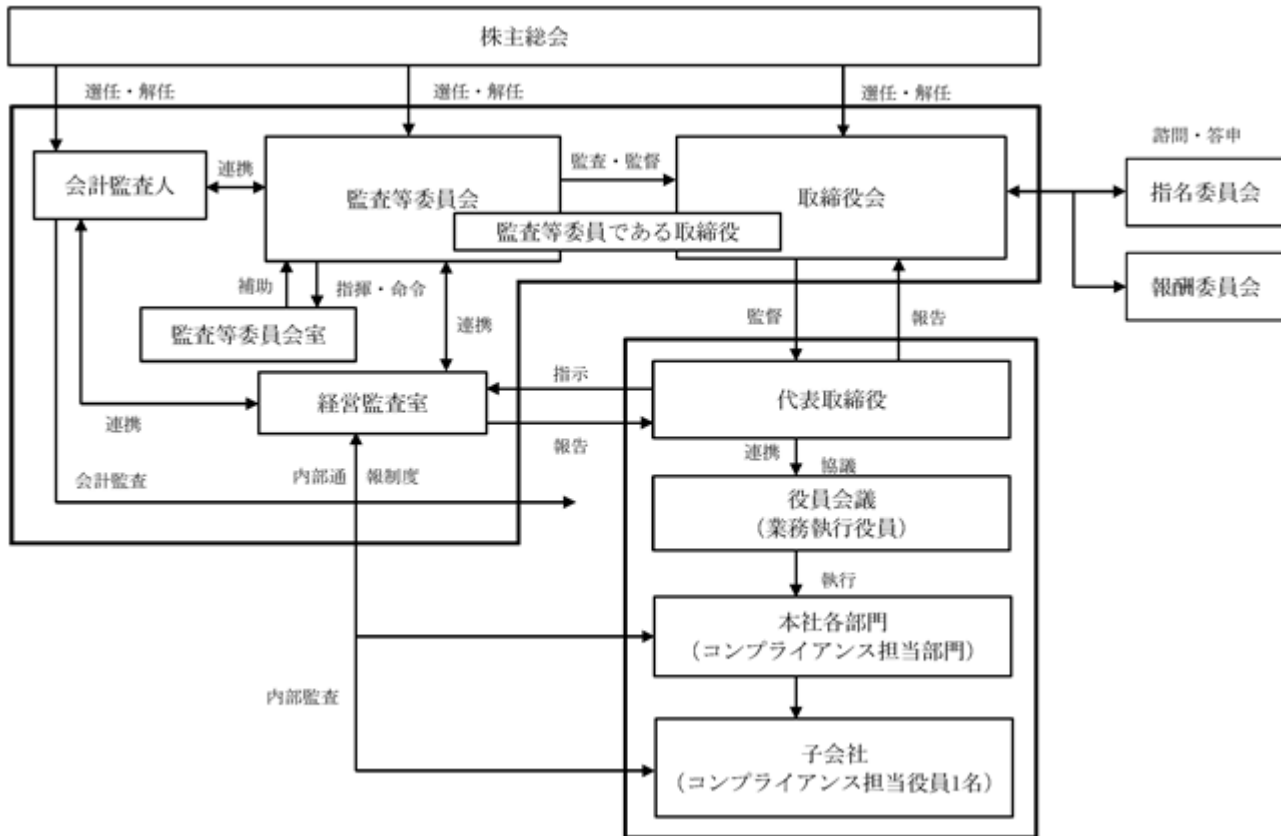 株主総会
選任・解任
選任・解任
選任・解任
諮問・答申
会計監査人
連携
監査等委員会
監査・監督
取締役会
指名委員会
監査等委員である取締役
報酬委員会
補助
指揮・命令
連携
監督
報告
監査等委員会室
経営監査室
指示
代表取締役
連携
報告
連携
協議
会計監査
内部通
報制度
役員会議
（業務執行役員）
執行
本社各部門
（コンプライアンス担当部門）
内部監査
子会社
（コンプライアンス担当役員1名）